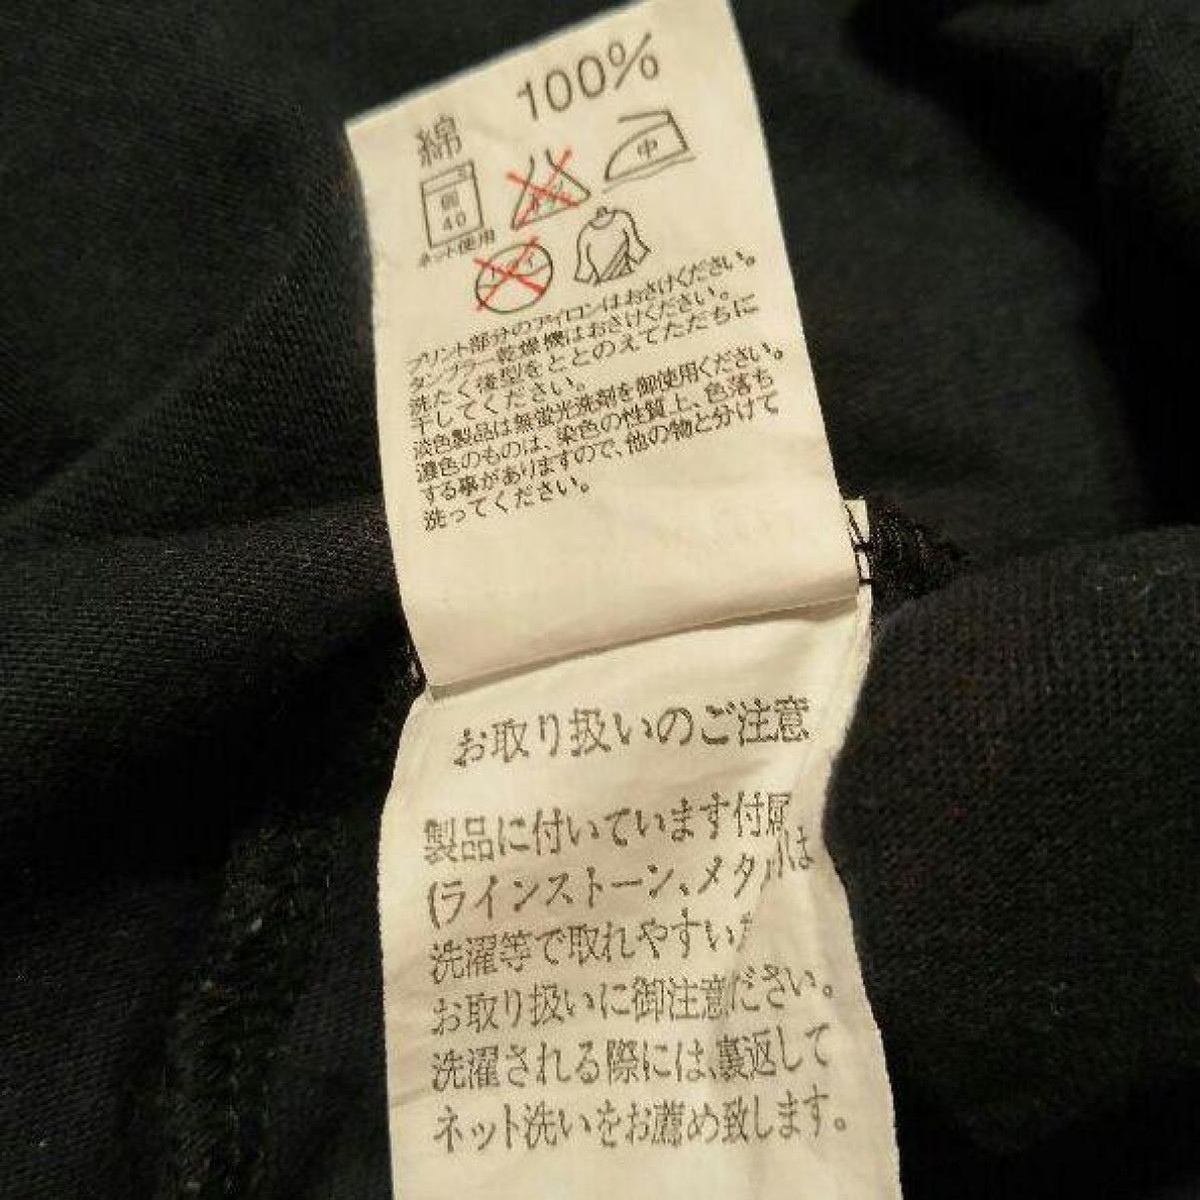 綿 100%
40
中
ネット使用
プリント部分のアイロンはおさけください。
タンブラー乾燥機はおさけください。
洗たく後型をととのえてただちに
干してください。
淡色製品は無蛍光洗剤を御使用ください。
濃色のものは、染色の性質上、色落ち
する事がありますので、他の物と分けて
洗ってください。
お取り扱いのご注意
製品に付いています付属
(ラインストーン、メタル は
洗濯等で取れやすい
お取り扱いに御注意ださい。
洗濯される際には、裏返して
ネット洗いをお薦め致します。